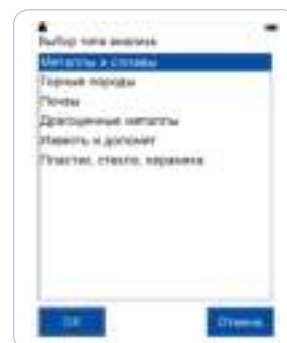 Выбор типа анализа
Металлы и сплавы
Горные породы
Почвы
Драгоценные металлы
Известь и доломит
Пластик, стекло, керамика
OK
Отмена